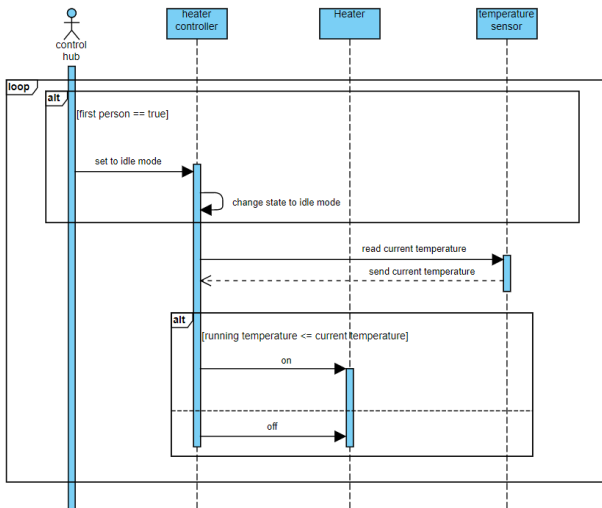 control
hub
heater
controller
Heater
temperature
sensor
loop
alt
[first person == true]
set to idle mode
change state to idle mode
read current temperature
send current temperature
alt
[running temperature <= current temperature]
on
off